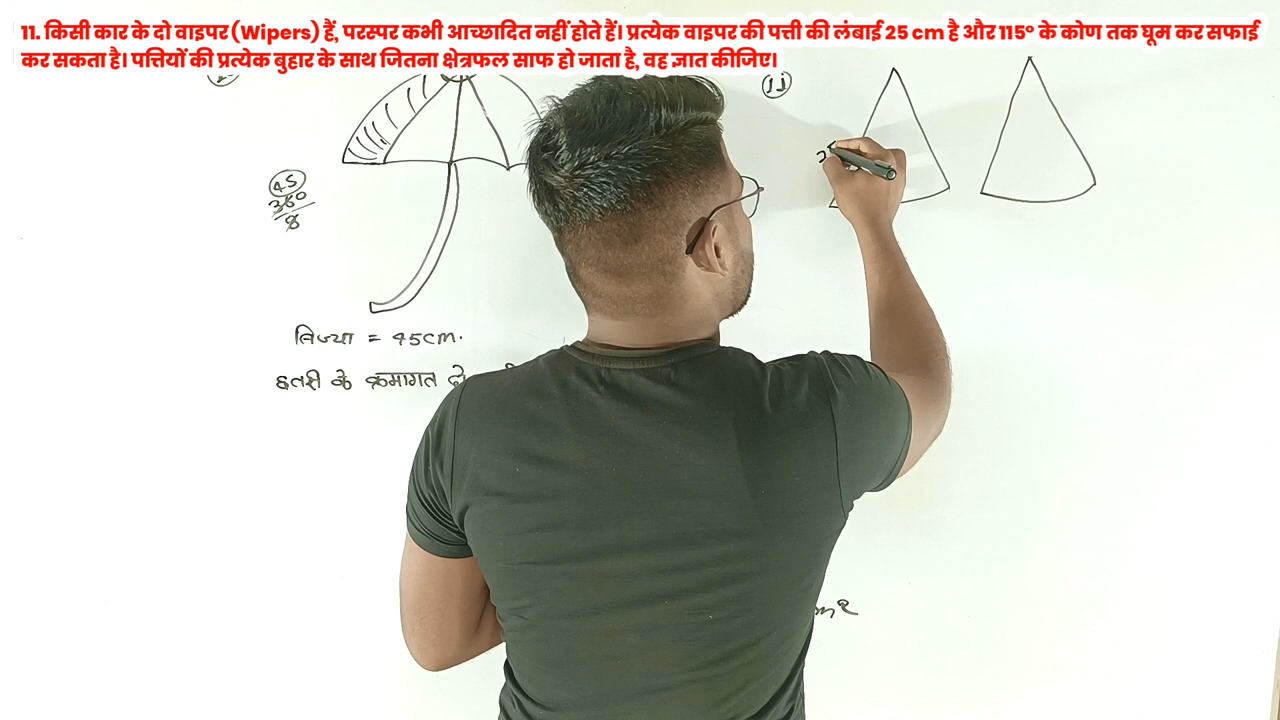 11. किसी कार के दो वाइपर (Wipers) हैं, परस्पर कभी आच्छादित नहीं होते हैं। प्रत्येक वाइपर की पत्ती की लंबाई 25 cm है और 115° के कोण तक घूम कर सफाई
कर सकता है। पत्तियों की प्रत्येक बुहार के साथ जितना क्षेत्रफल साफ हो जाता है, वह ज्ञात कीजिए।
11
45
360
8
त्रिज्या = 45cm.
छतरी के क्रमागत दो